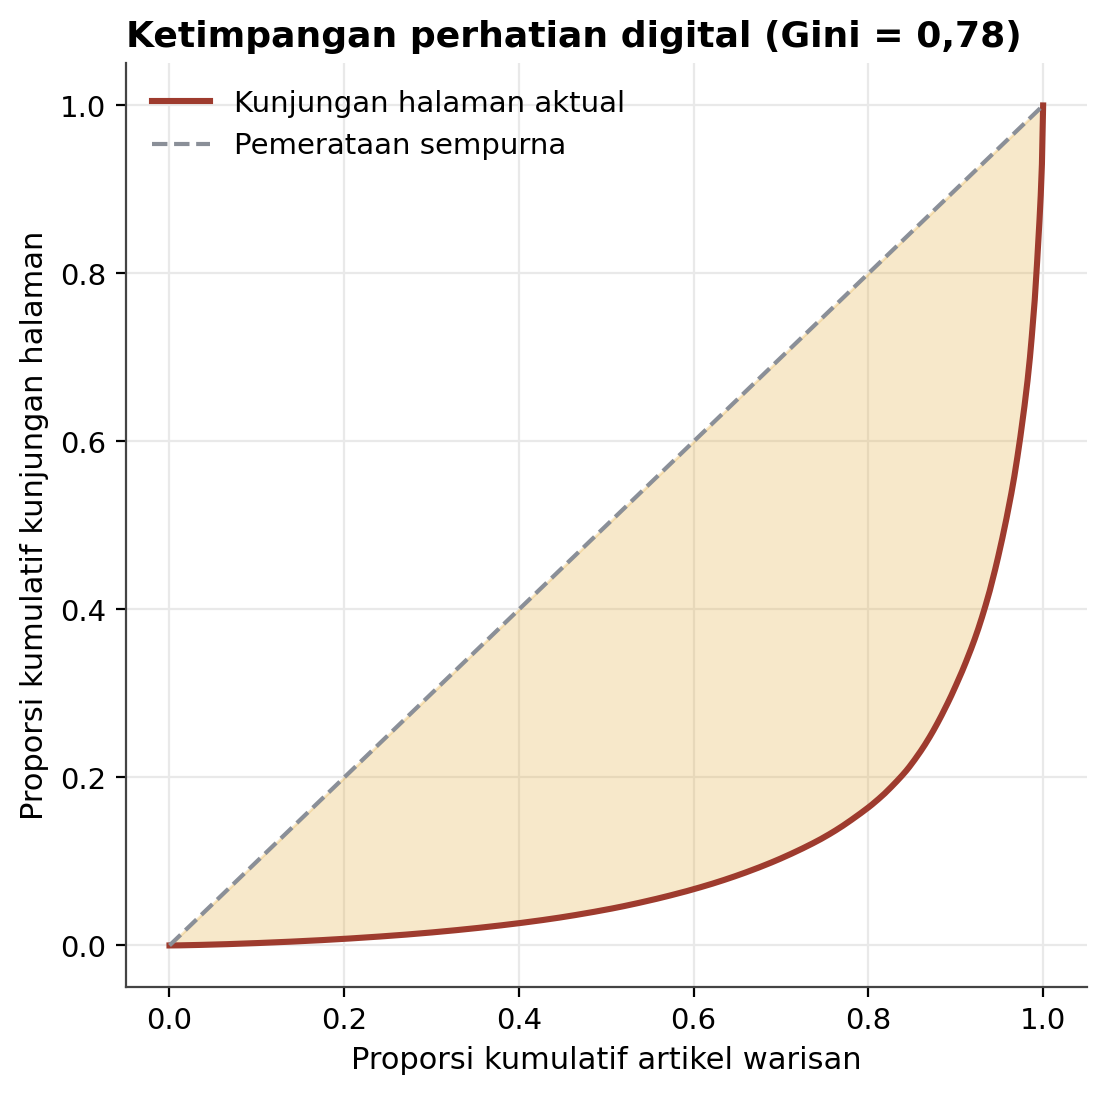 Ketimpangan perhatian digital (Gini = 0,78)
Kunjungan halaman aktual
Pemerataan sempurna
Proporsi kumulatif kunjungan halaman
1.0
0.8
0.6
0.4
0.2
0.0
0.0 0.2 0.4 0.6 0.8 1.0
Proporsi kumulatif artikel warisan